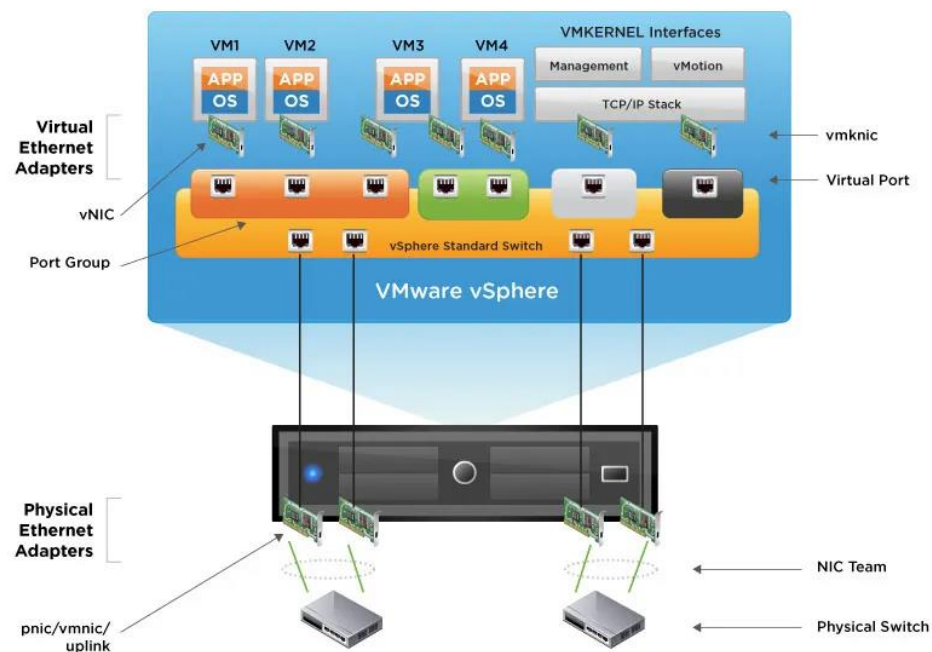 VMKERNEL Interfaces
VM1
VM2
VM3
VM4
APP
OS
APP
OS
APP
OS
APP
OS
Management
vMotion
TCP/IP Stack
Virtual
Ethernet
Adapters
vmknic
Virtual Port
vNIC
Port Group
vSphere Standard Switch
VMware vSphere
Physical
Ethernet
Adapters
NIC Team
pnic/vmnic/
uplink
Physical Switch